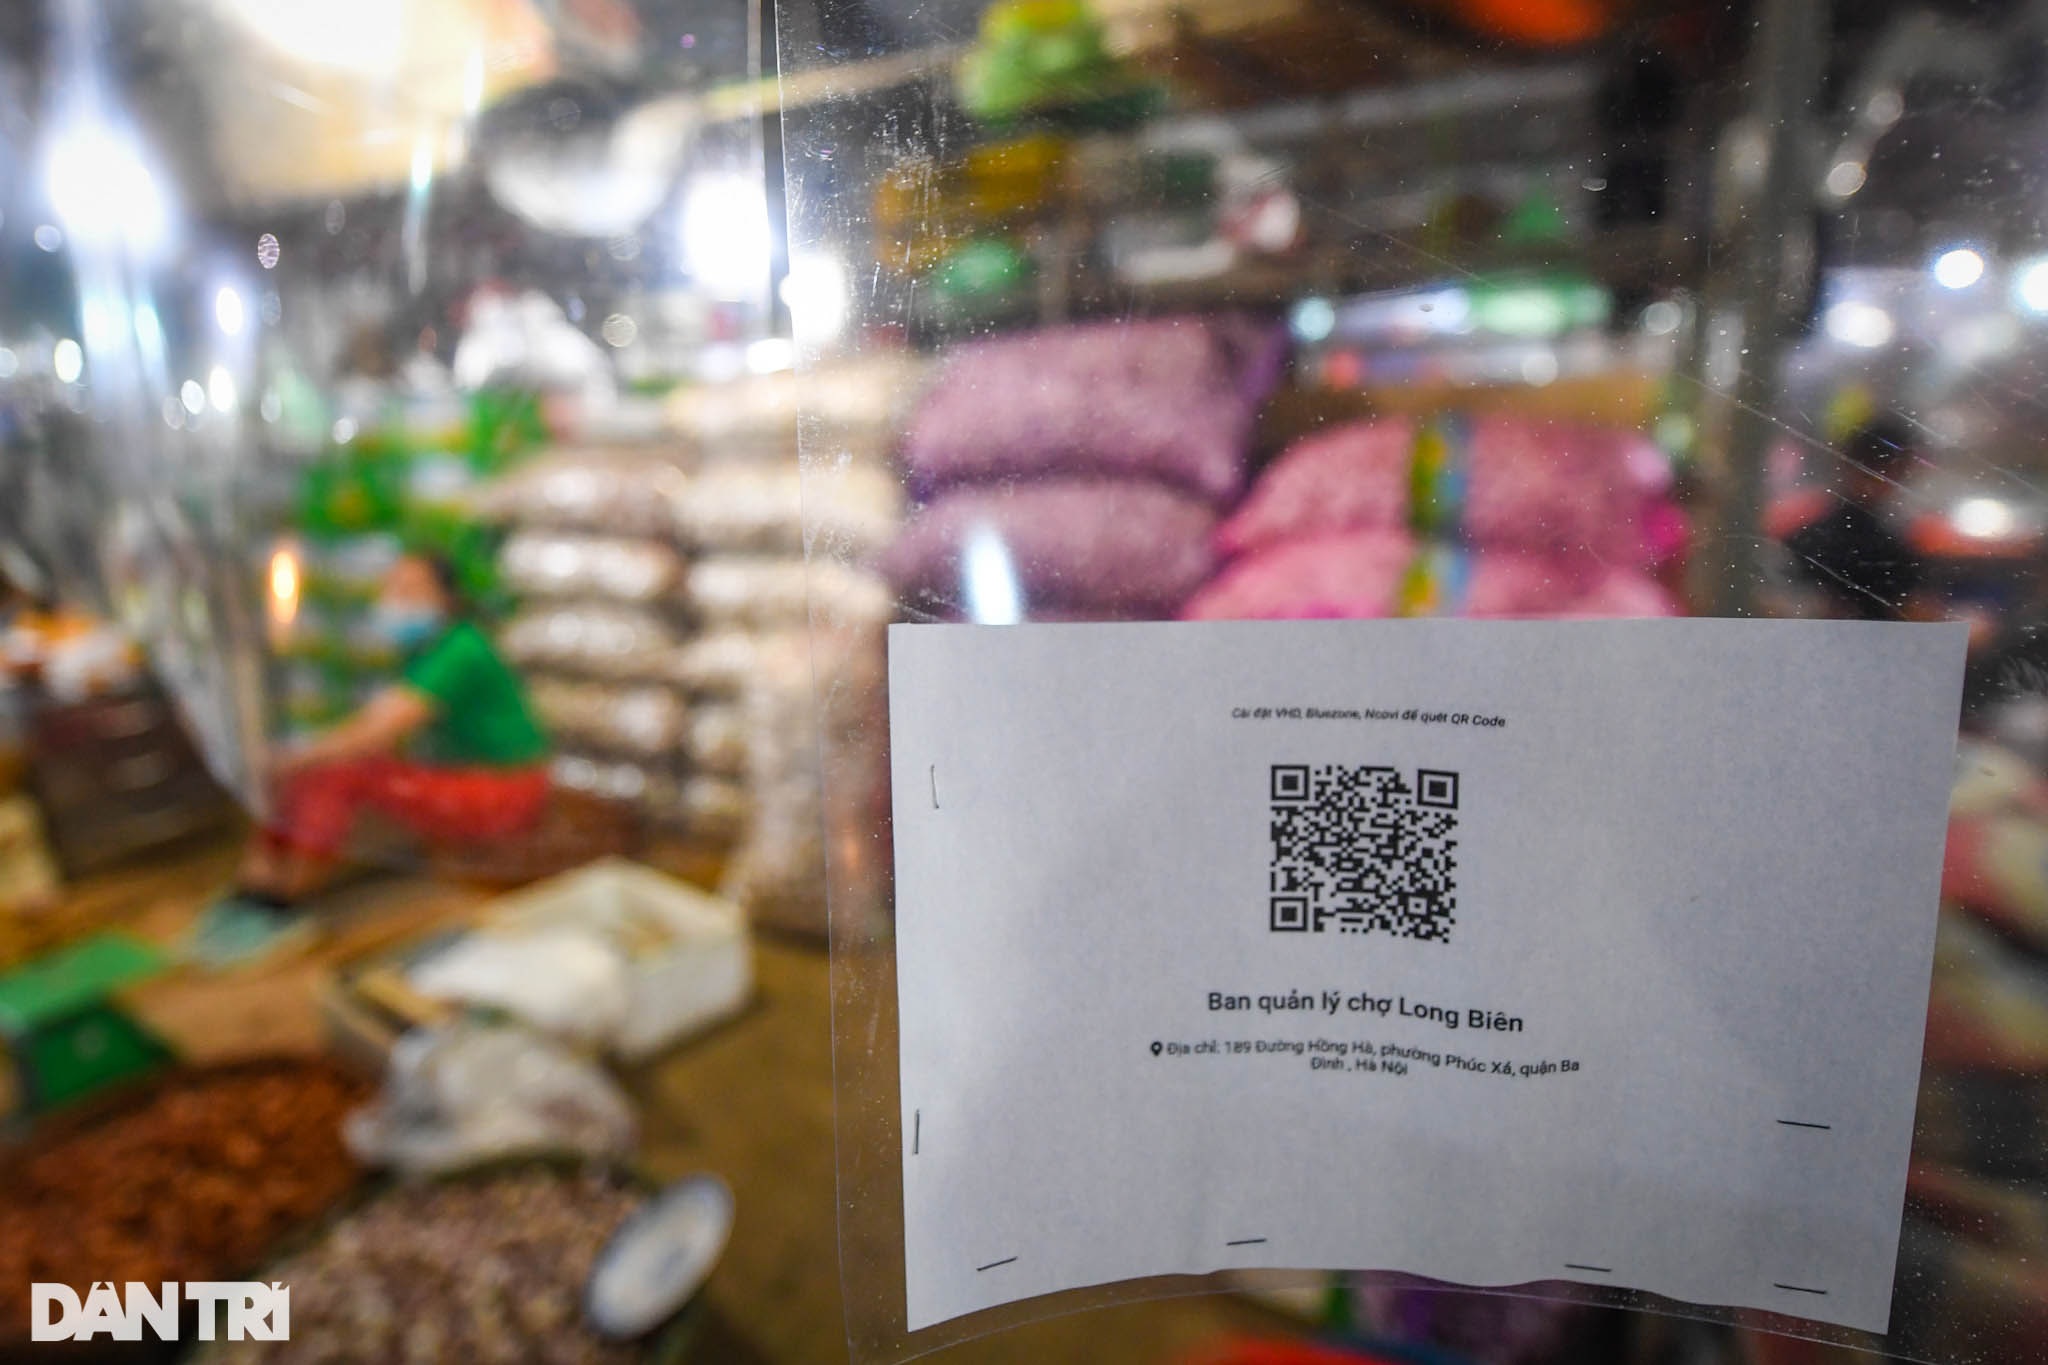 Cài đặt VHD, Bluezone, Ncovi để quét QR Code
Ban quản lý chợ Long Biên
Địa chỉ: 189 Đường Hồng Hà, phường Phúc Xá, quận Ba
Đình , Hà Nội
DÂN TRÍ